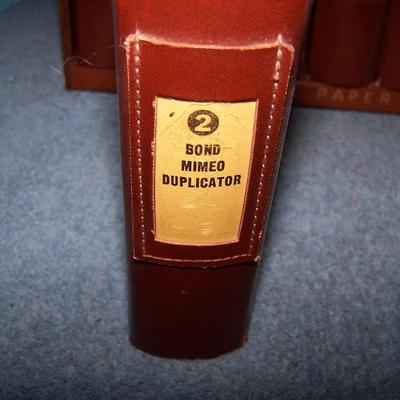 2
BOND
MIMEO
DUPLICATOR
PAPER